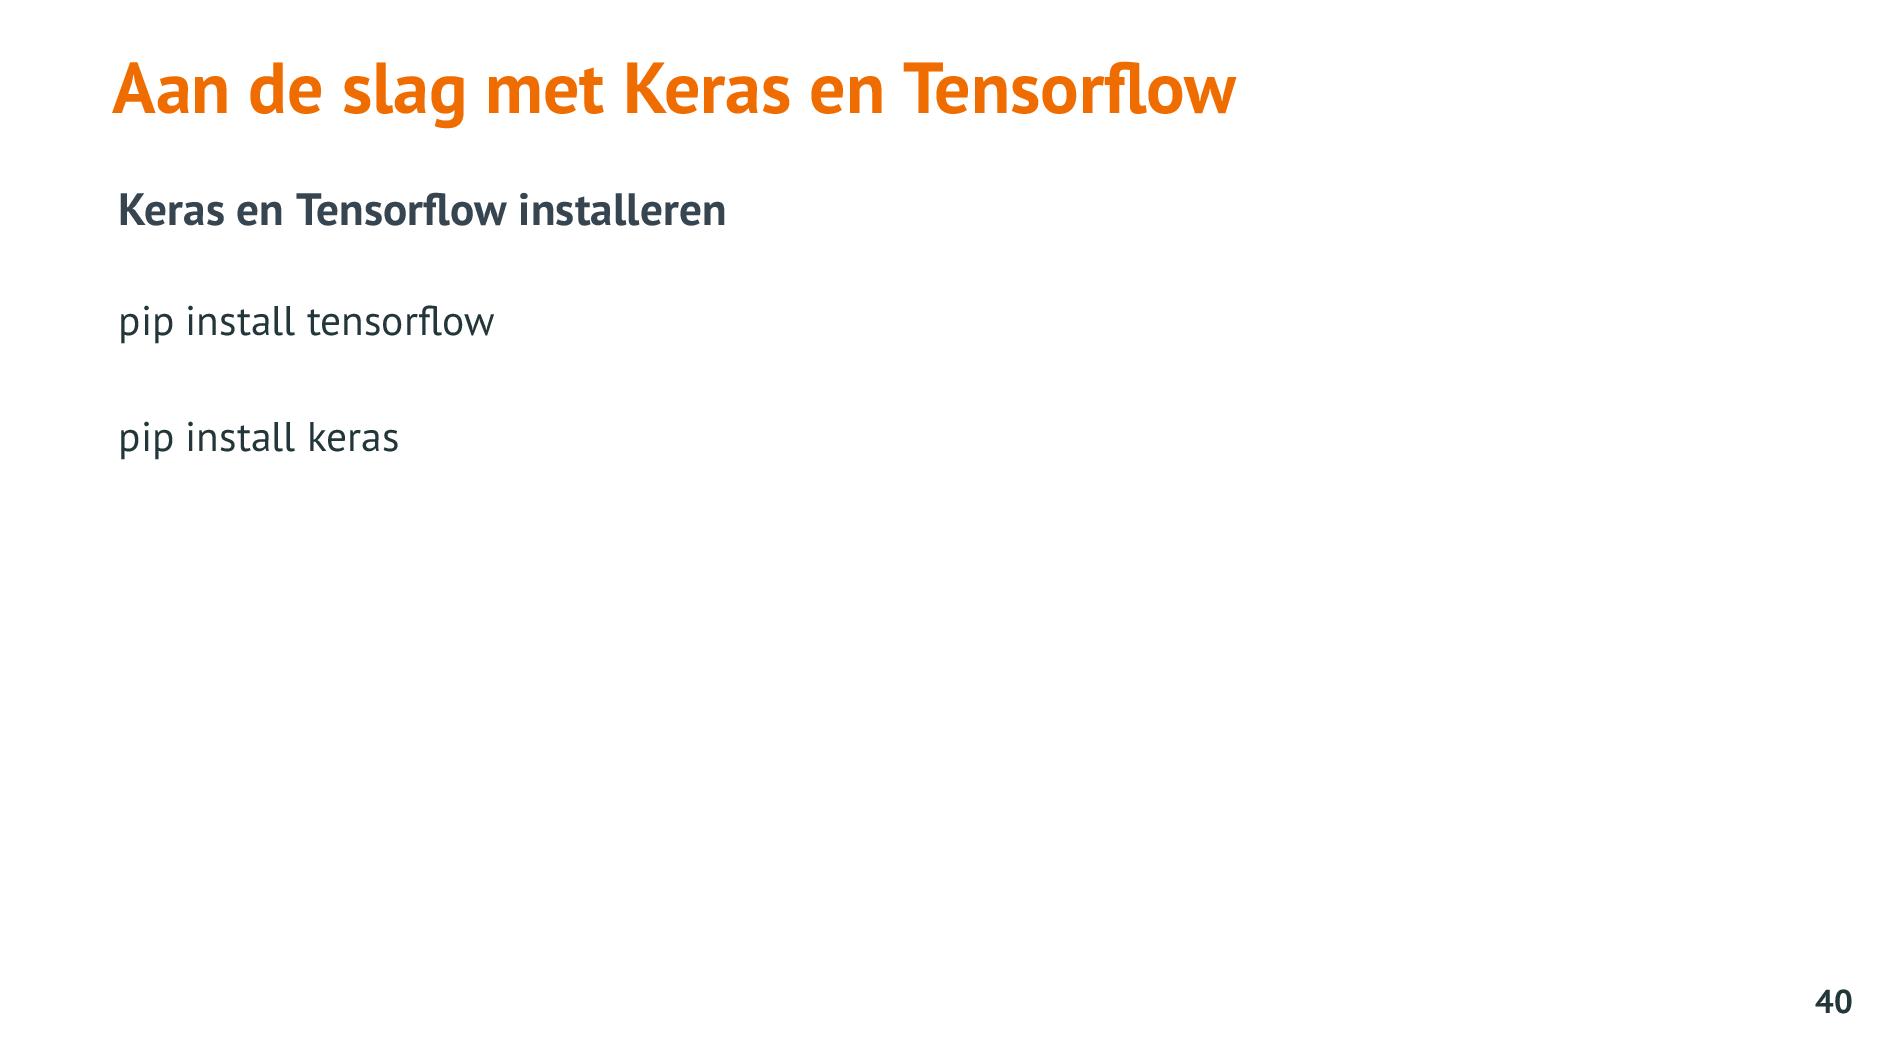 Aan de slag met Keras en Tensorflow
Keras en Tensorflow installeren
pip install tensorflow
pip install keras
40